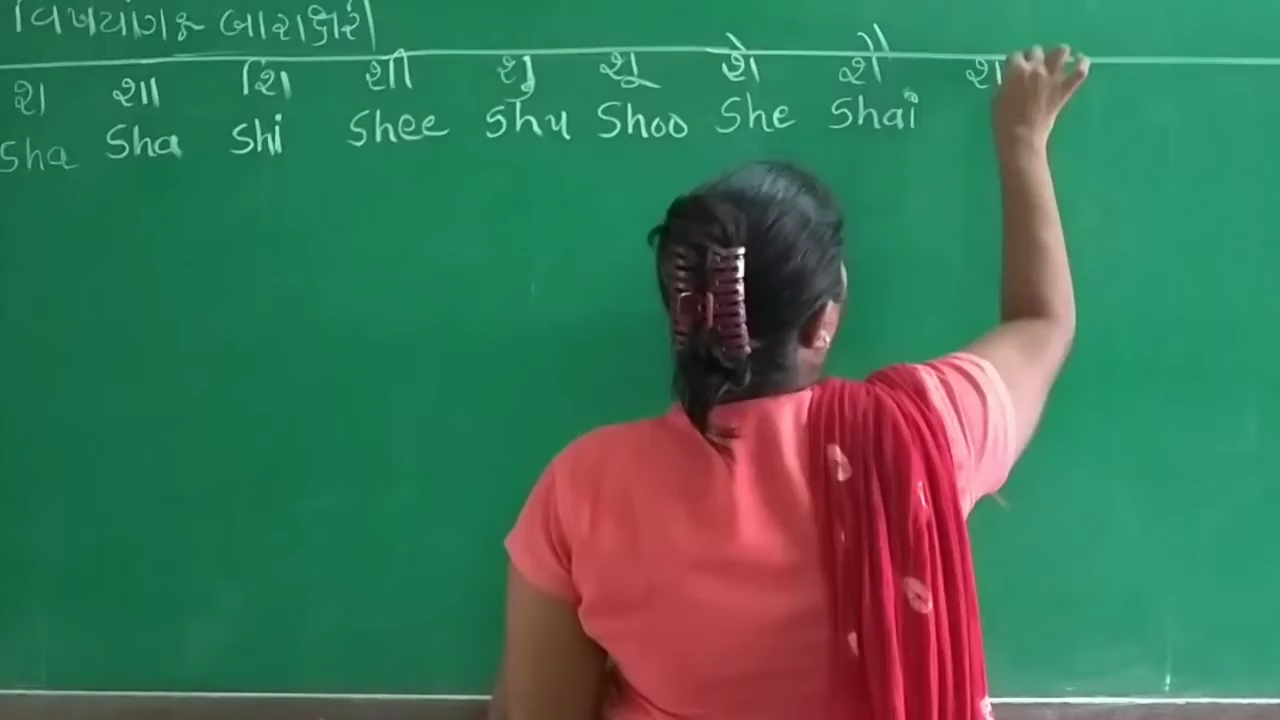 વિષયાંગ બારાક્ષરી
શ શા શિ શી શુ શૂ શે શૈ શ
Sha Sha Shi Shee Shu Shoo She Shai